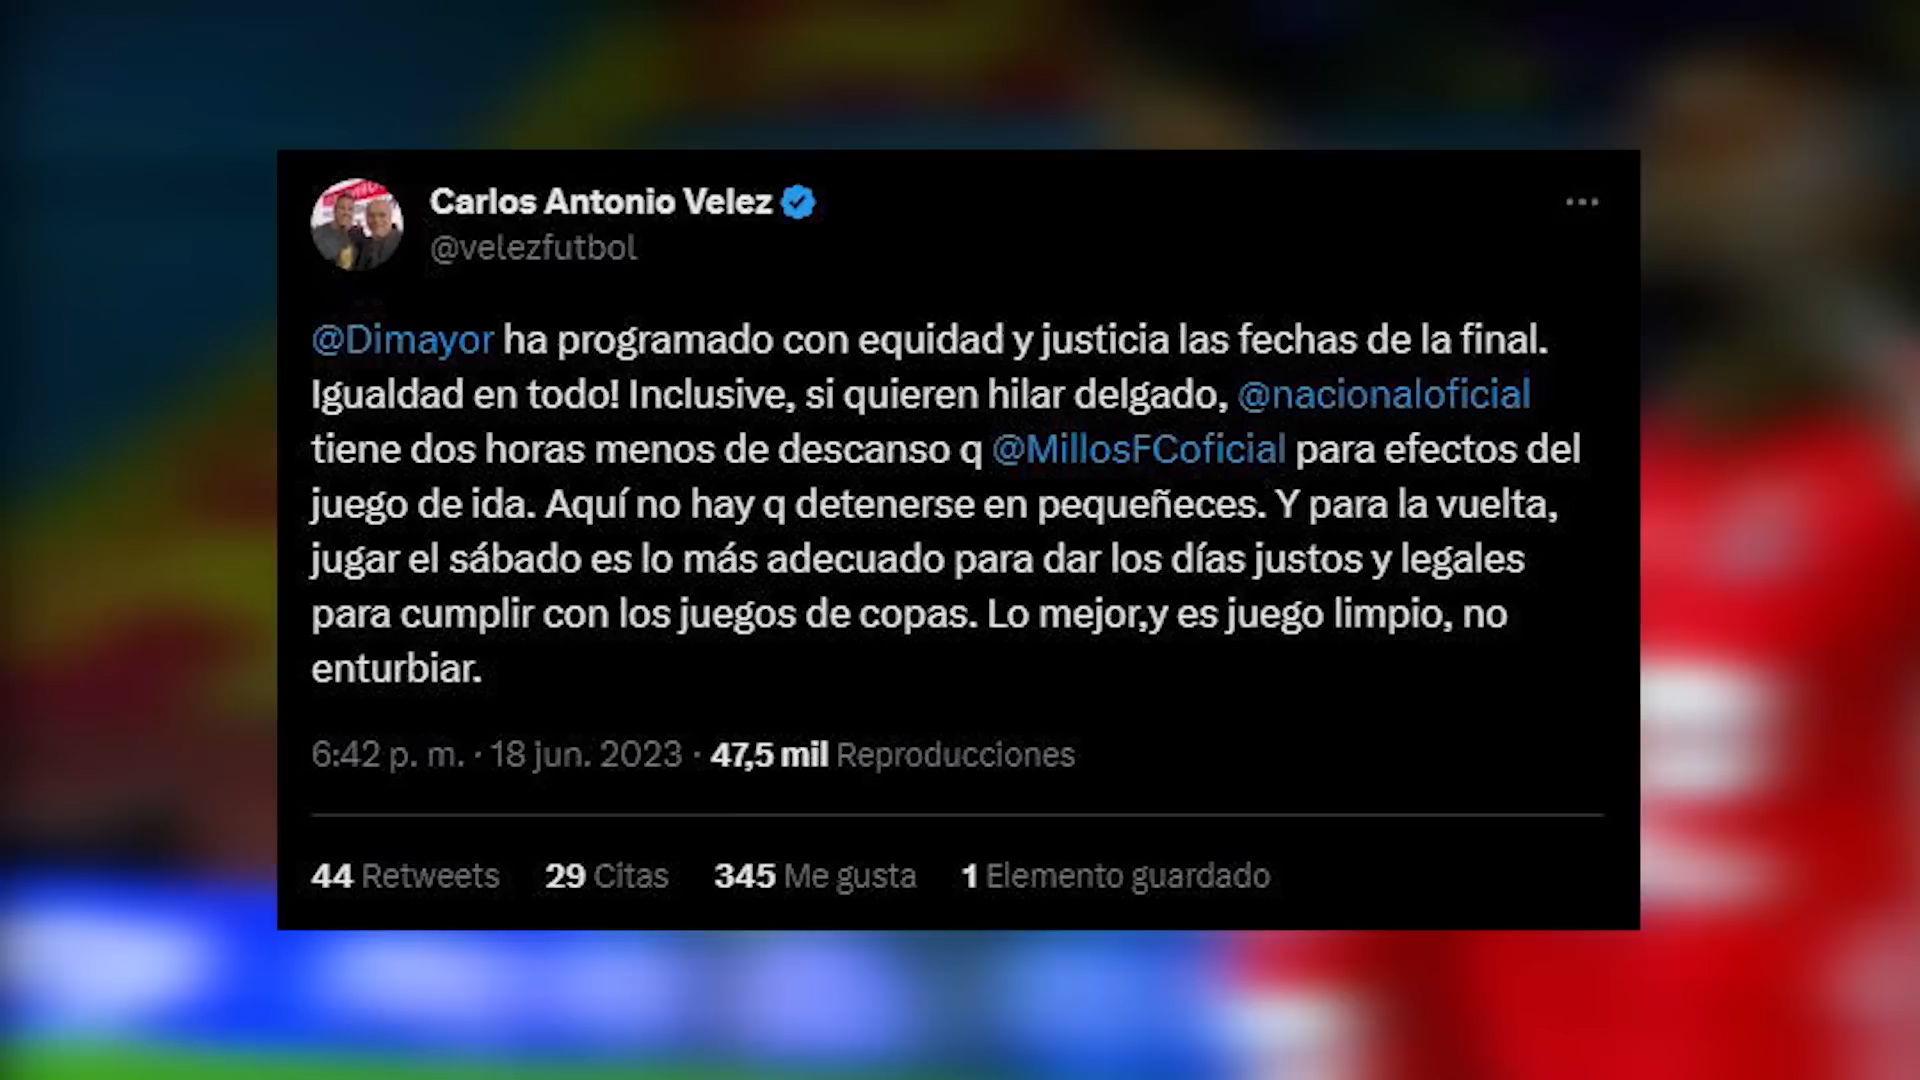 Carlos Antonio Velez
@velezfutbol
@Dimayor ha programado con equidad y justicia las fechas de la final.
Igualdad en todo! Inclusive, si quieren hilar delgado, @nacionaloficial
tiene dos horas menos de descanso q @MillosFCoficial para efectos del
juego de ida. Aquí no hay q detenerse en pequeñeces. Y para la vuelta,
jugar el sábado es lo más adecuado para dar los días justos y legales
para cumplir con los juegos de copas. Lo mejor,y es juego limpio, no
enturbiar.
6:42 p. m. · 18 jun. 2023 · 47,5 mil Reproducciones
44 Retweets 29 Citas 345 Me gusta 1 Elemento guardado